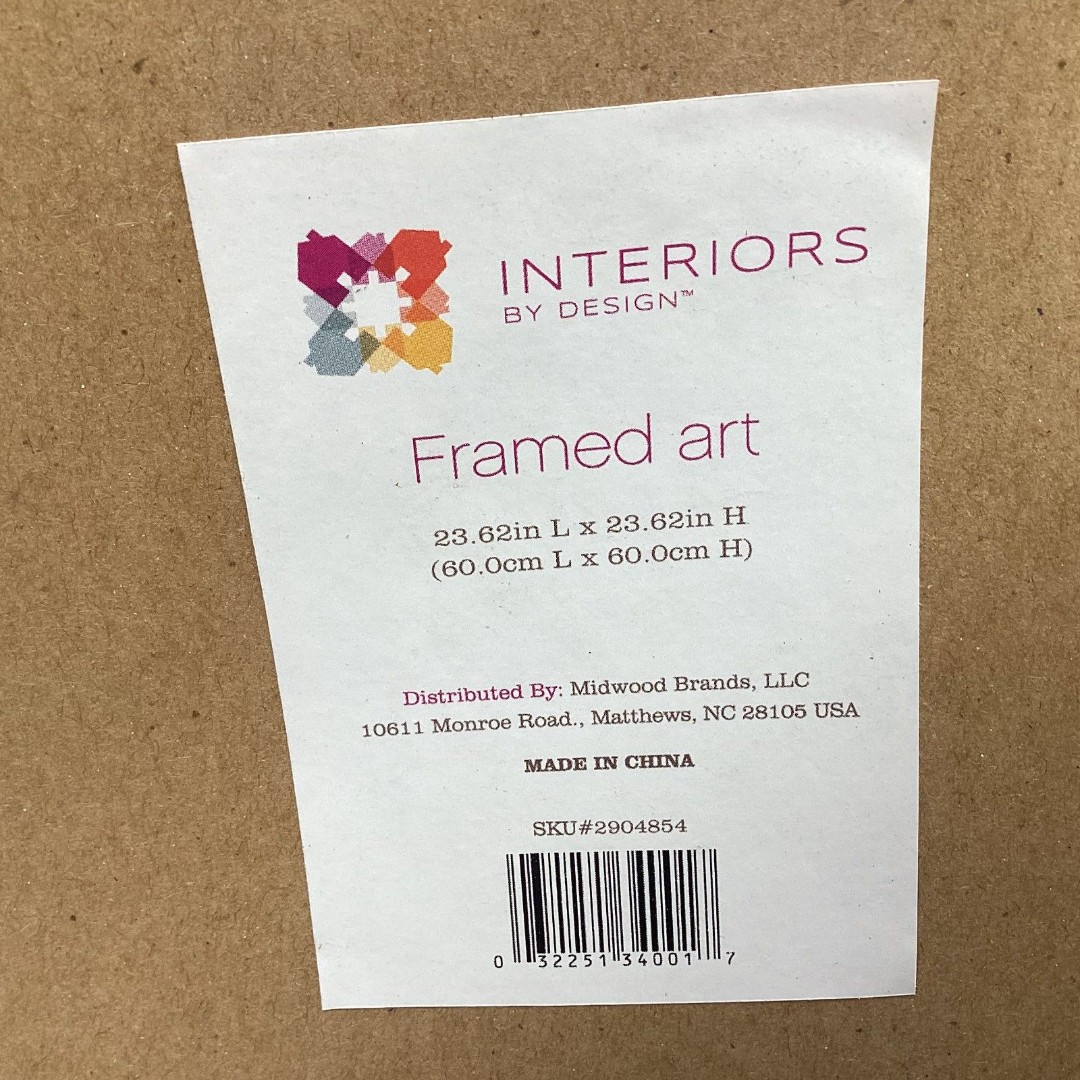 INTERIORS
BY DESIGN™
Framed art
23.62in L x 23.62in H
(60.0cm L x 60.0cm H)
Distributed By: Midwood Brands, LLC
10611 Monroe Road., Matthews, NC 28105 USA
MADE IN CHINA
SKU#2904854
0 32251 34001 7